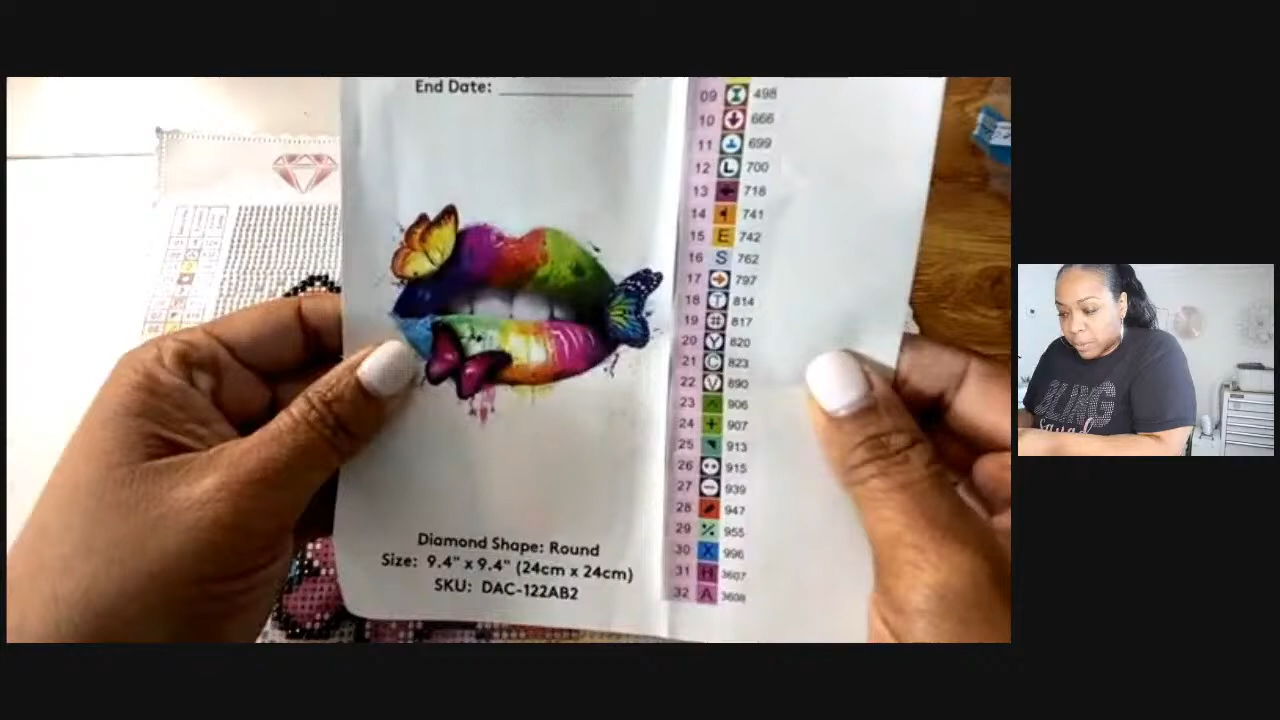 End Date:
09 498
10 666
11 699
12 L 700
13 718
14 741
15 E 742
16 S 762
17 797
18 T 814
19 # 817
20 Y 820
21 C 823
22 V 890
23 ^ 906
24 + 907
25 913
26 915
27 — 939
28 947
29 ٪ 955
30 X 996
31 H 3607
32 A 3608
Diamond Shape: Round
Size: 9.4" x 9.4" (24cm x 24cm)
SKU: DAC-122AB2
BLING